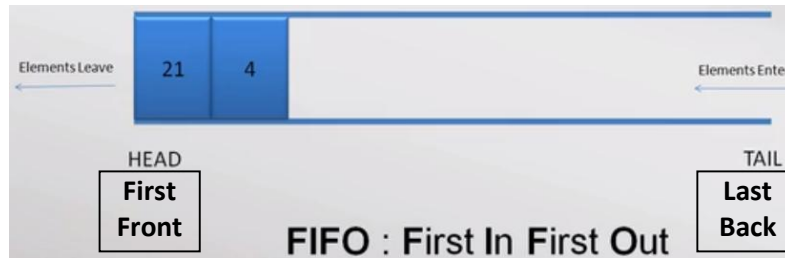 Elements Leave
21
4
Elements Ente
HEAD
TAIL
First
Front
Last
Back
FIFO : First In First Out